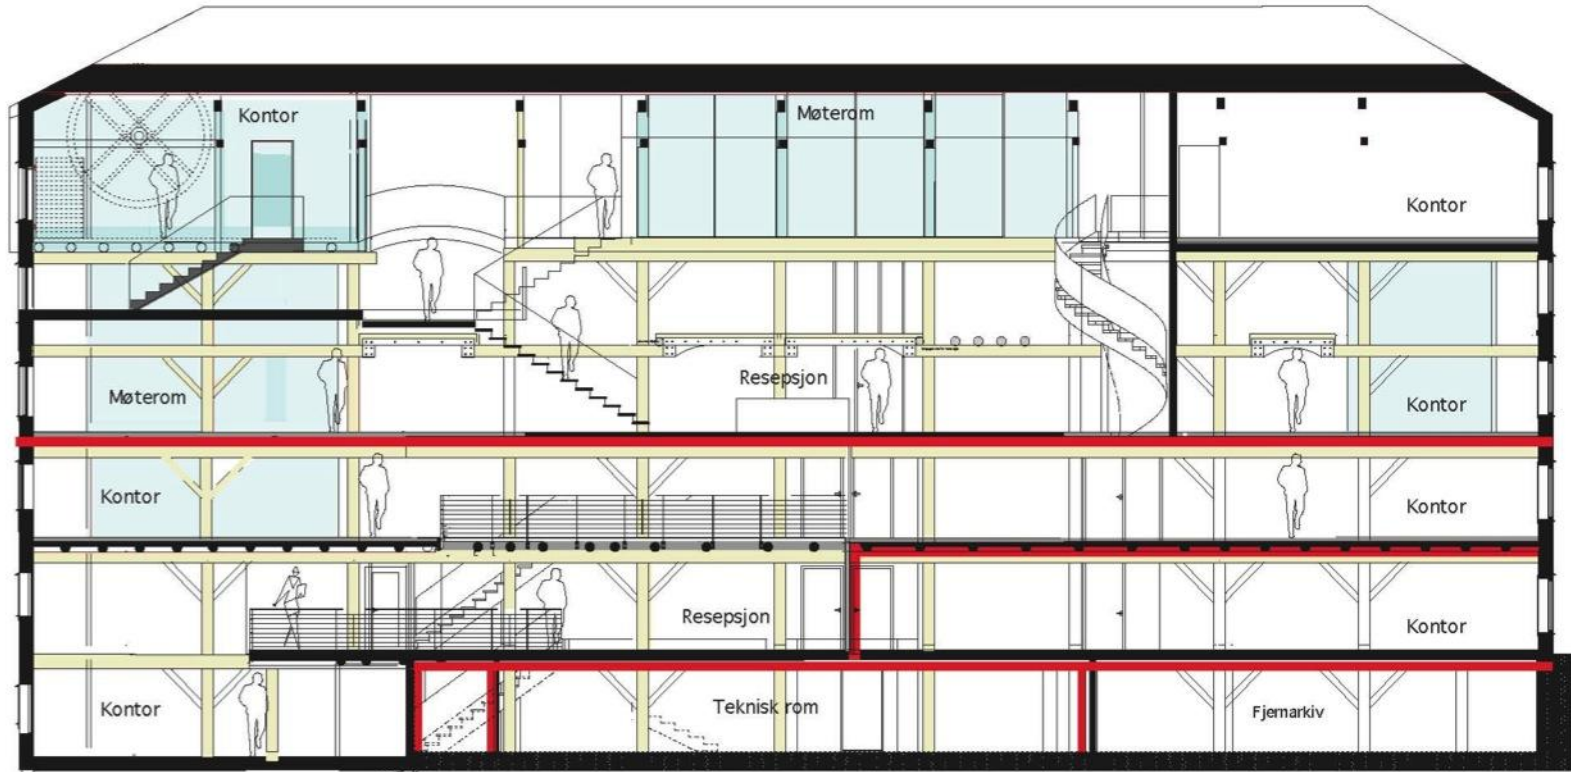 Kontor
Møterom
Kontor
Resepsjon
Møterom
Kontor
Kontor
Kontor
Resepsjon
Kontor
Kontor
Teknisk rom
Fjernarkiv